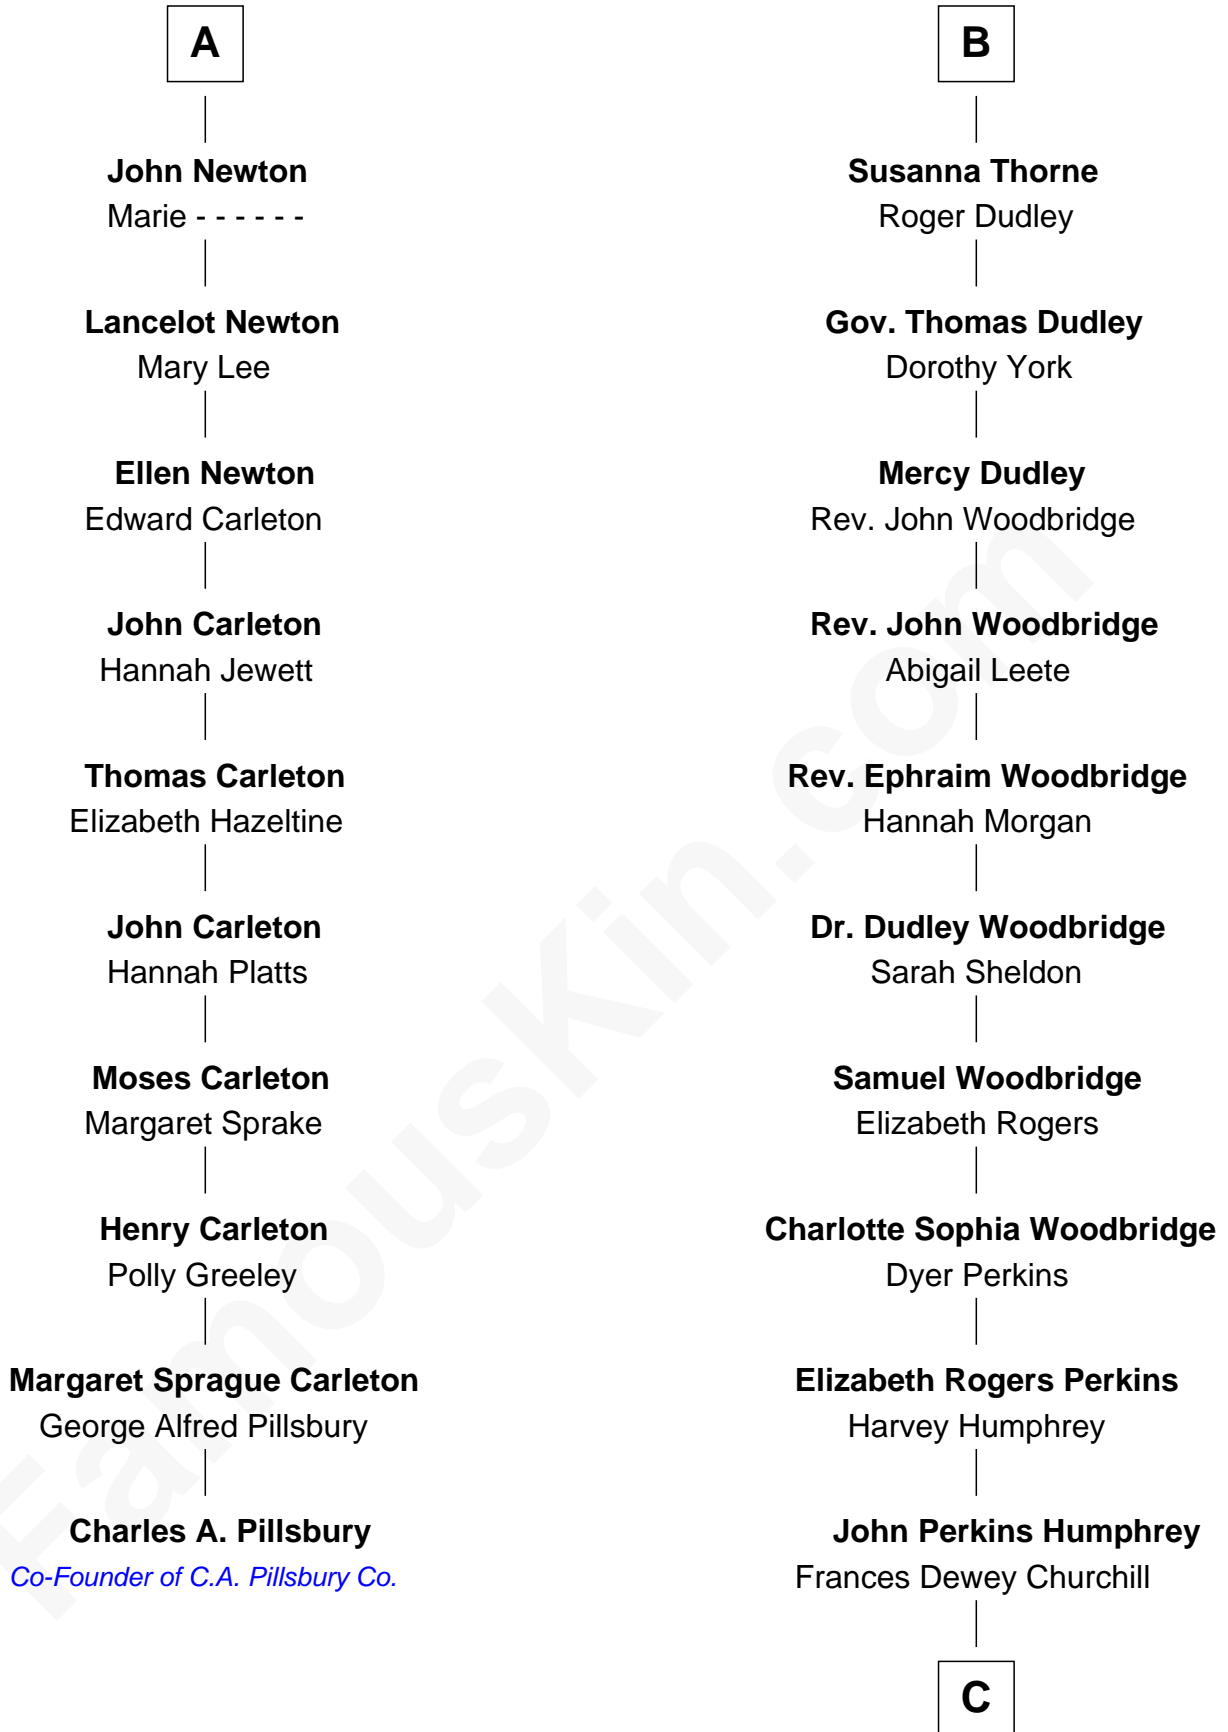 A
John Newton
Marie - - - - - -
Lancelot Newton
Mary Lee
Ellen Newton
Edward Carleton
John Carleton
Hannah Jewett
Thomas Carleton
Elizabeth Hazeltine
John Carleton
Hannah Platts
Moses Carleton
Margaret Sprake
Henry Carleton
Polly Greeley
Margaret Sprague Carleton
George Alfred Pillsbury
Charles A. Pillsbury
Co-Founder of C.A. Pillsbury Co.
B
Susanna Thorne
Roger Dudley
Gov. Thomas Dudley
Dorothy York
Mercy Dudley
Rev. John Woodbridge
Rev. John Woodbridge
Abigail Leete
Rev. Ephraim Woodbridge
Hannah Morgan
Dr. Dudley Woodbridge
Sarah Sheldon
Samuel Woodbridge
Elizabeth Rogers
Charlotte Sophia Woodbridge
Dyer Perkins
Elizabeth Rogers Perkins
Harvey Humphrey
John Perkins Humphrey
Frances Dewey Churchill
C
FamousKin.com